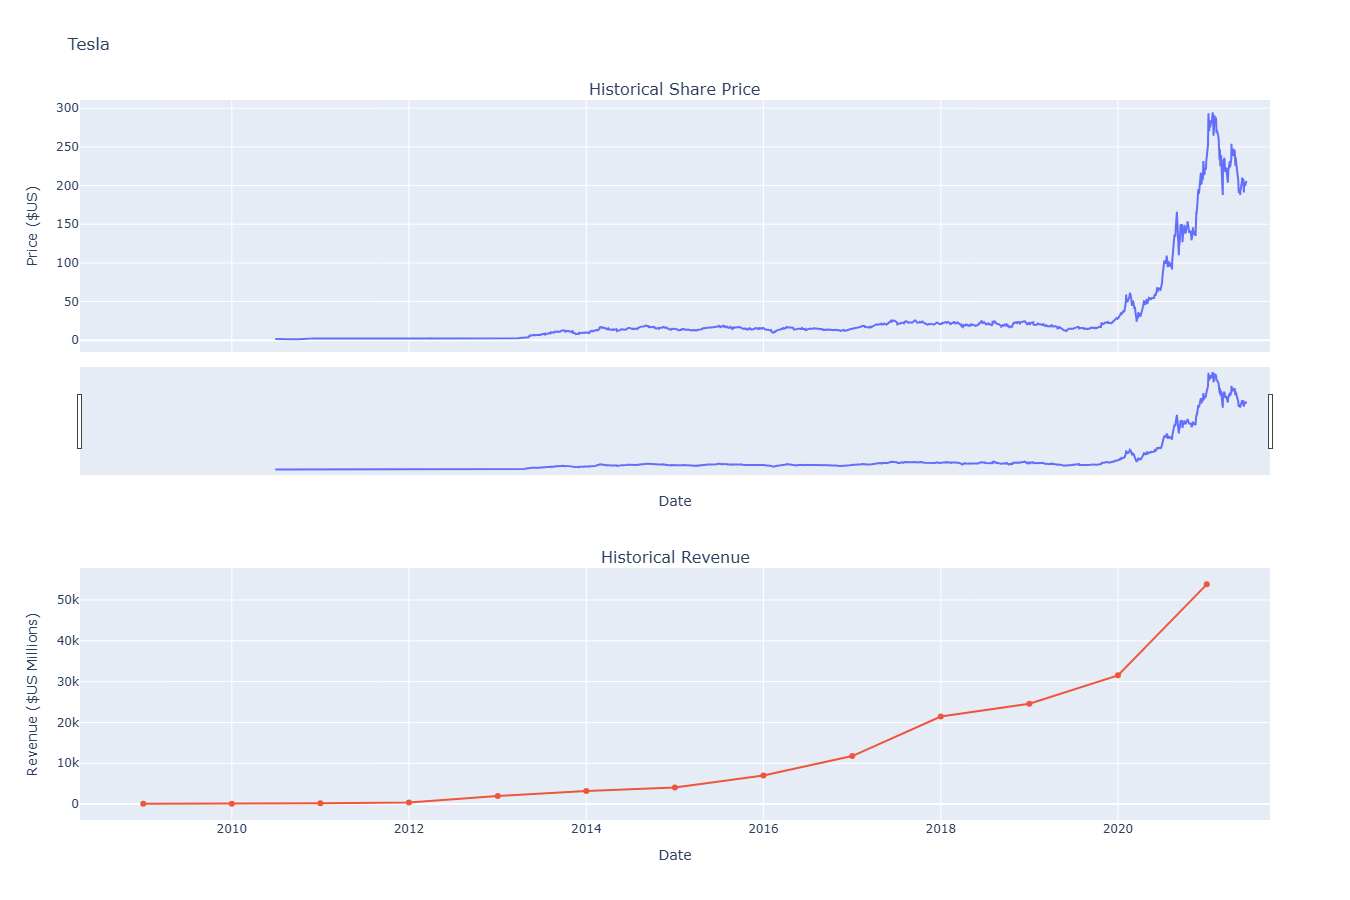 Tesla
Historical Share Price
300
250
200
150
100
50
0
Price ($US)
Date
Historical Revenue
50k
40k
30k
20k
10k
0
Revenue ($US Millions)
2010
2012
2014
2016
2018
2020
Date